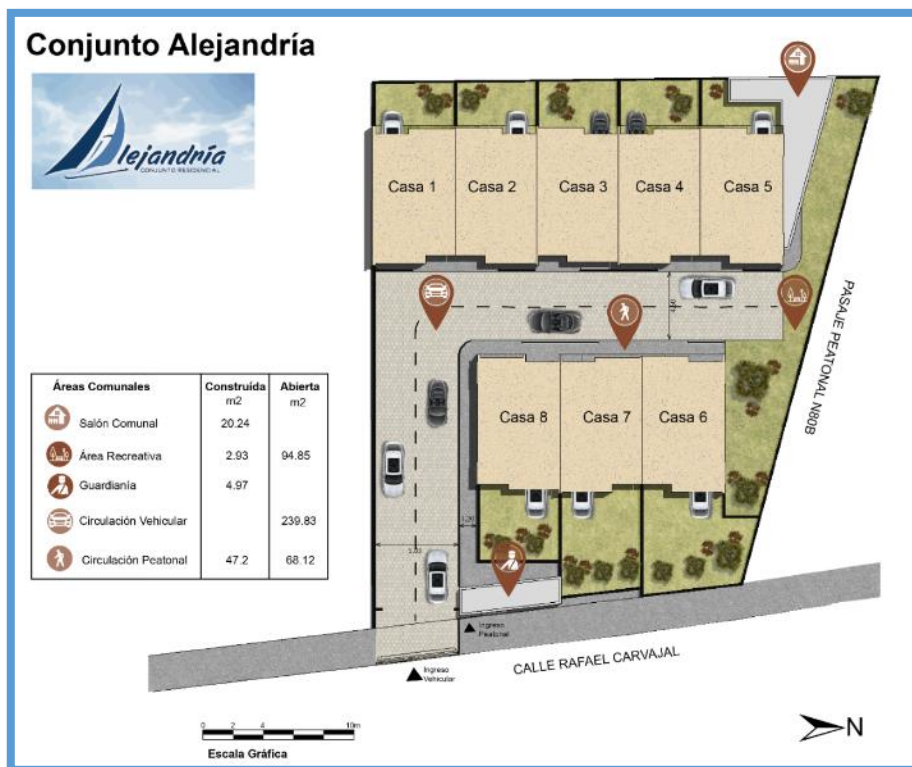 Conjunto Alejandría
Alejandría
CONJUNTO RESIDENCIAL
Casa 1
Casa 2
Casa 3
Casa 4
Casa 5
PASAJE PEATONAL N80B
Casa 8
Casa 7
Casa 6
Áreas Comunales Construída Abierta
m2 m2
Salón Comunal 20.24
Área Recreativa 2.93 94.85
Guardianía 4.97
Circulación Vehicular 239.83
Circulación Peatonal 47.2 68.12
Ingreso
Peatonal
Ingreso
Vehicular
CALLE RAFAEL CARVAJAL
0 2 4 10m
Escala Gráfica
N